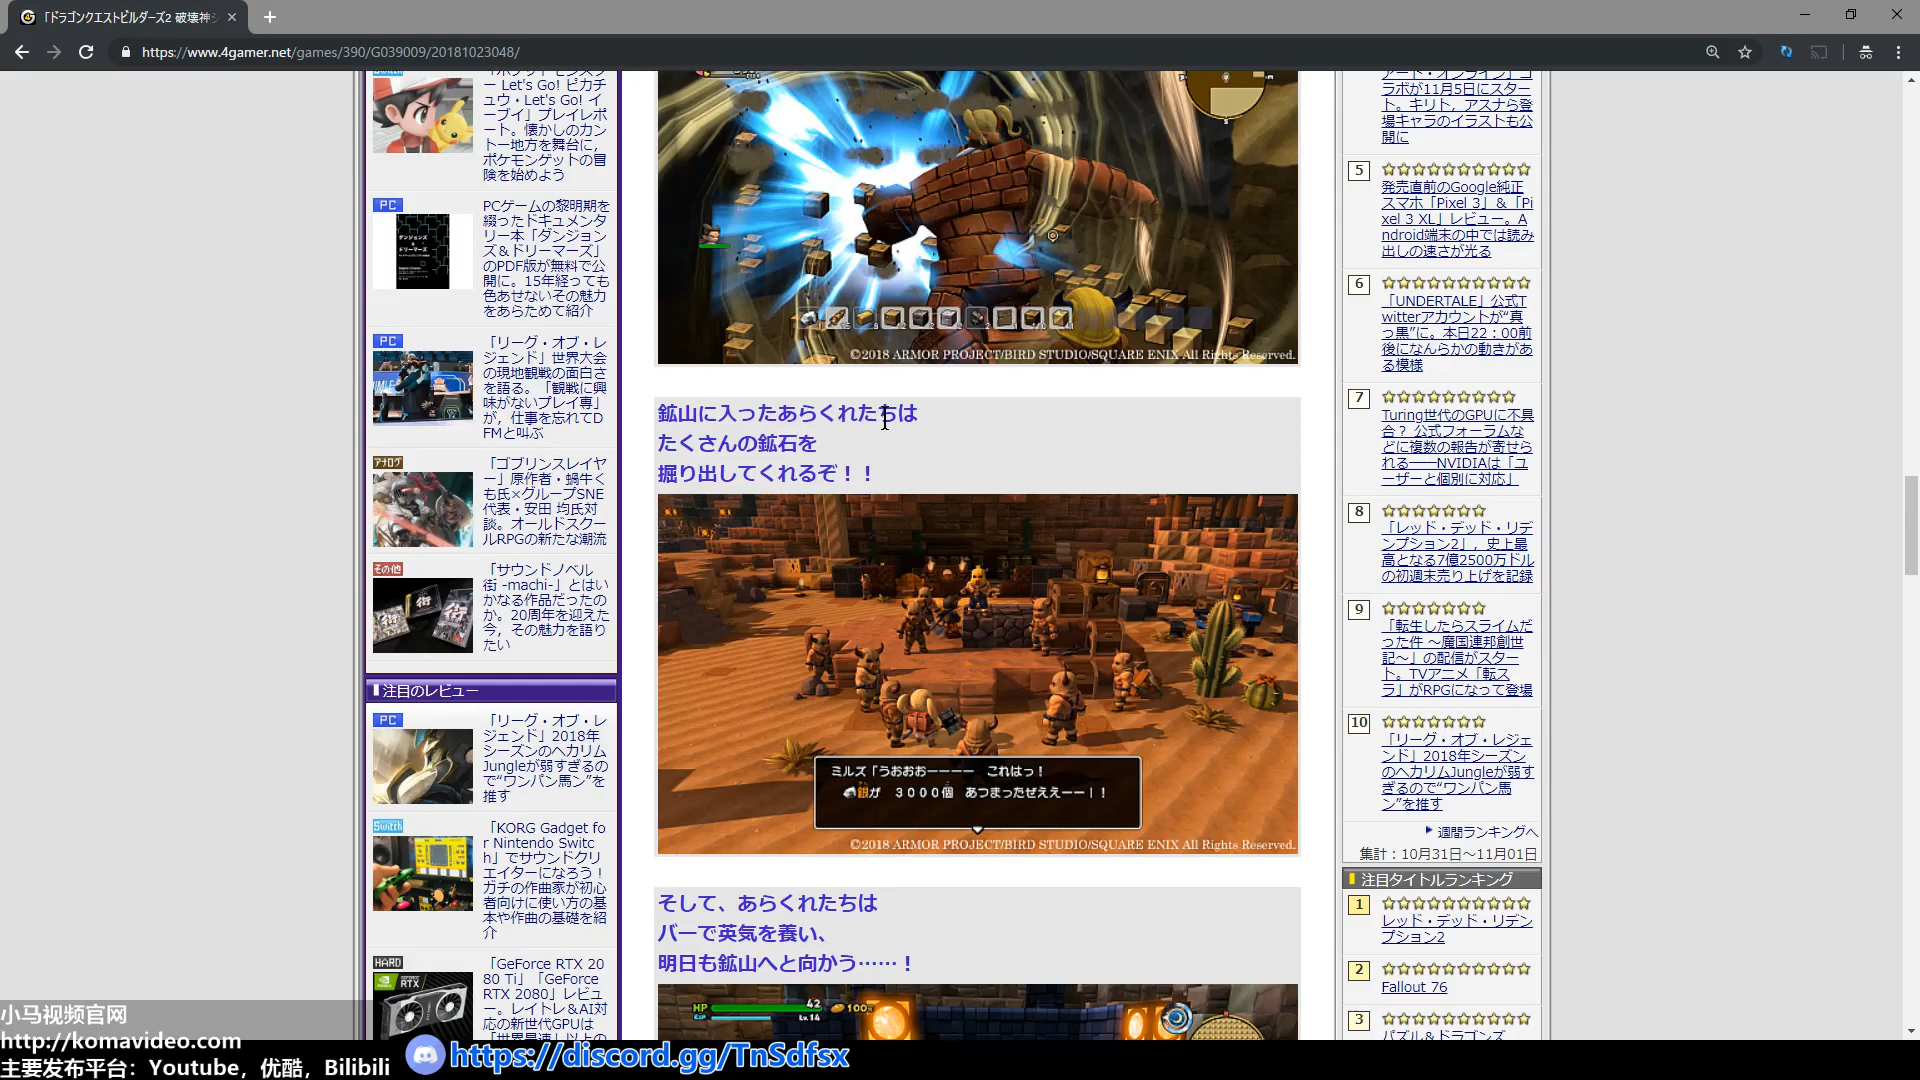 「ドラゴンクエストビルダーズ2 破壊神シ
https://www.4gamer.net/games/390/G039009/20181023048/
ー Let's Go! ピカチ
ュウ・Let's Go! イ
ーブイ」プレイレポ
ート。懐かしのカン
トー地方を舞台に，
ポケモンゲットの冒
険を始めよう
PC
PCゲームの黎明期を
綴ったドキュメンタ
リー本「ダンジョン
ズ＆ドリーマーズ」
のPDF版が無料で公
開に。15年経っても
色あせないその魅力
をあらためて紹介
PC
「リーグ・オブ・レ
ジェンド」世界大会
の現地観戦の面白さ
を語る。「観戦に興
味がないプレイ専」
が，仕事を忘れてD
FMと叫ぶ
アナログ
「ゴブリンスレイヤ
ー」原作者・蝸牛く
も氏×グループSNE
代表・安田 均氏対
談。オールドスクー
ルRPGの新たな潮流
その他
「サウンドノベル
街 -machi-」とはい
かなる作品だったの
か。20周年を迎えた
今，その魅力を語り
たい
注目のレビュー
PC
「リーグ・オブ・レ
ジェンド」2018年
シーズンのヘカリム
Jungleが弱すぎるの
で“ワンパン馬ン”を
推す
Switch
「KORG Gadget fo
r Nintendo Switc
h」でサウンドクリ
エイターになろう！
ガチの作曲家が初心
者向けに使い方の基
本や作曲の基礎を紹
介
HARD
「GeForce RTX 20
80 Ti」「GeForce
RTX 2080」レビュ
ー。レイトレ＆AI対
応の新世代GPUは
©2018 ARMOR PROJECT/BIRD STUDIO/SQUARE ENIX All Rights Reserved.
鉱山に入ったあらくれたちは
たくさんの鉱石を
掘り出してくれるぞ！！
ミルズ「うおおおーーーー　これはっ！
銀が　３０００個　あつまったぜええーー！！
©2018 ARMOR PROJECT/BIRD STUDIO/SQUARE ENIX All Rights Reserved.
そして、あらくれたちは
バーで英気を養い、
明日も鉱山へと向かう……！
HP
42
Lv.14
100%
アート・オンライン」コ
ラボが11月5日にスター
ト。キリト，アスナら登
場キャラのイラストも公
開に
5
発売直前のGoogle純正
スマホ「Pixel 3」＆「Pi
xel 3 XL」レビュー。A
ndroid端末の中では読み
出しの速さが光る
6
「UNDERTALE」公式T
witterアカウントが“真
っ黒”に。本日22：00前
後になんらかの動きがあ
る模様
7
Turing世代のGPUに不具
合？ 公式フォーラムな
どに複数の報告が寄せら
れる――NVIDIAは「ユ
ーザーと個別に対応」
8
「レッド・デッド・リデ
ンプション2」，史上最
高となる7億2500万ドル
の初週末売り上げを記録
9
「転生したらスライムだ
った件 ～魔国連邦創世
記～」の配信がスター
ト。TVアニメ「転ス
ラ」がRPGになって登場
10
「リーグ・オブ・レジェ
ンド」2018年シーズン
のヘカリムJungleが弱す
ぎるので“ワンパン馬
ン”を推す
週間ランキングへ
集計：10月31日～11月01日
注目タイトルランキング
1
レッド・デッド・リデン
プション2
2
Fallout 76
3
パズル＆ドラゴンズ
小马视频官网
http://komavideo.com
主要发布平台：Youtube，优酷，Bilibili
https://discord.gg/TnSdfsx